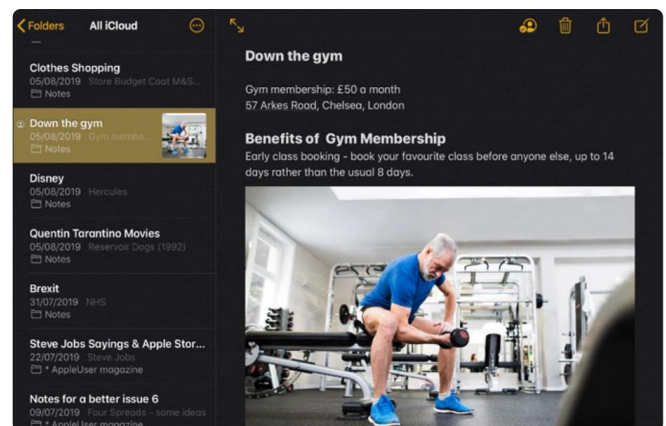 Folders
All iCloud
Clothes Shopping
05/08/2019 Store Budget Coat M&S...
Notes
Down the gym
05/08/2019 Gym membe...
Notes
Disney
05/08/2019 Hercules
Notes
Quentin Tarantino Movies
05/08/2019 Reservoir Dogs (1992)
Notes
Brexit
31/07/2019 NHS
Notes
Steve Jobs Sayings & Apple Stor...
22/07/2019 Steve Jobs
* AppleUser magazine
Notes for a better issue 6
09/07/2019 Four Spreads - some ideas
* AppleUser magazine
Down the gym
Gym membership: £50 a month
57 Arkes Road, Chelsea, London
Benefits of Gym Membership
Early class booking - book your favourite class before anyone else, up to 14
days rather than the usual 8 days.